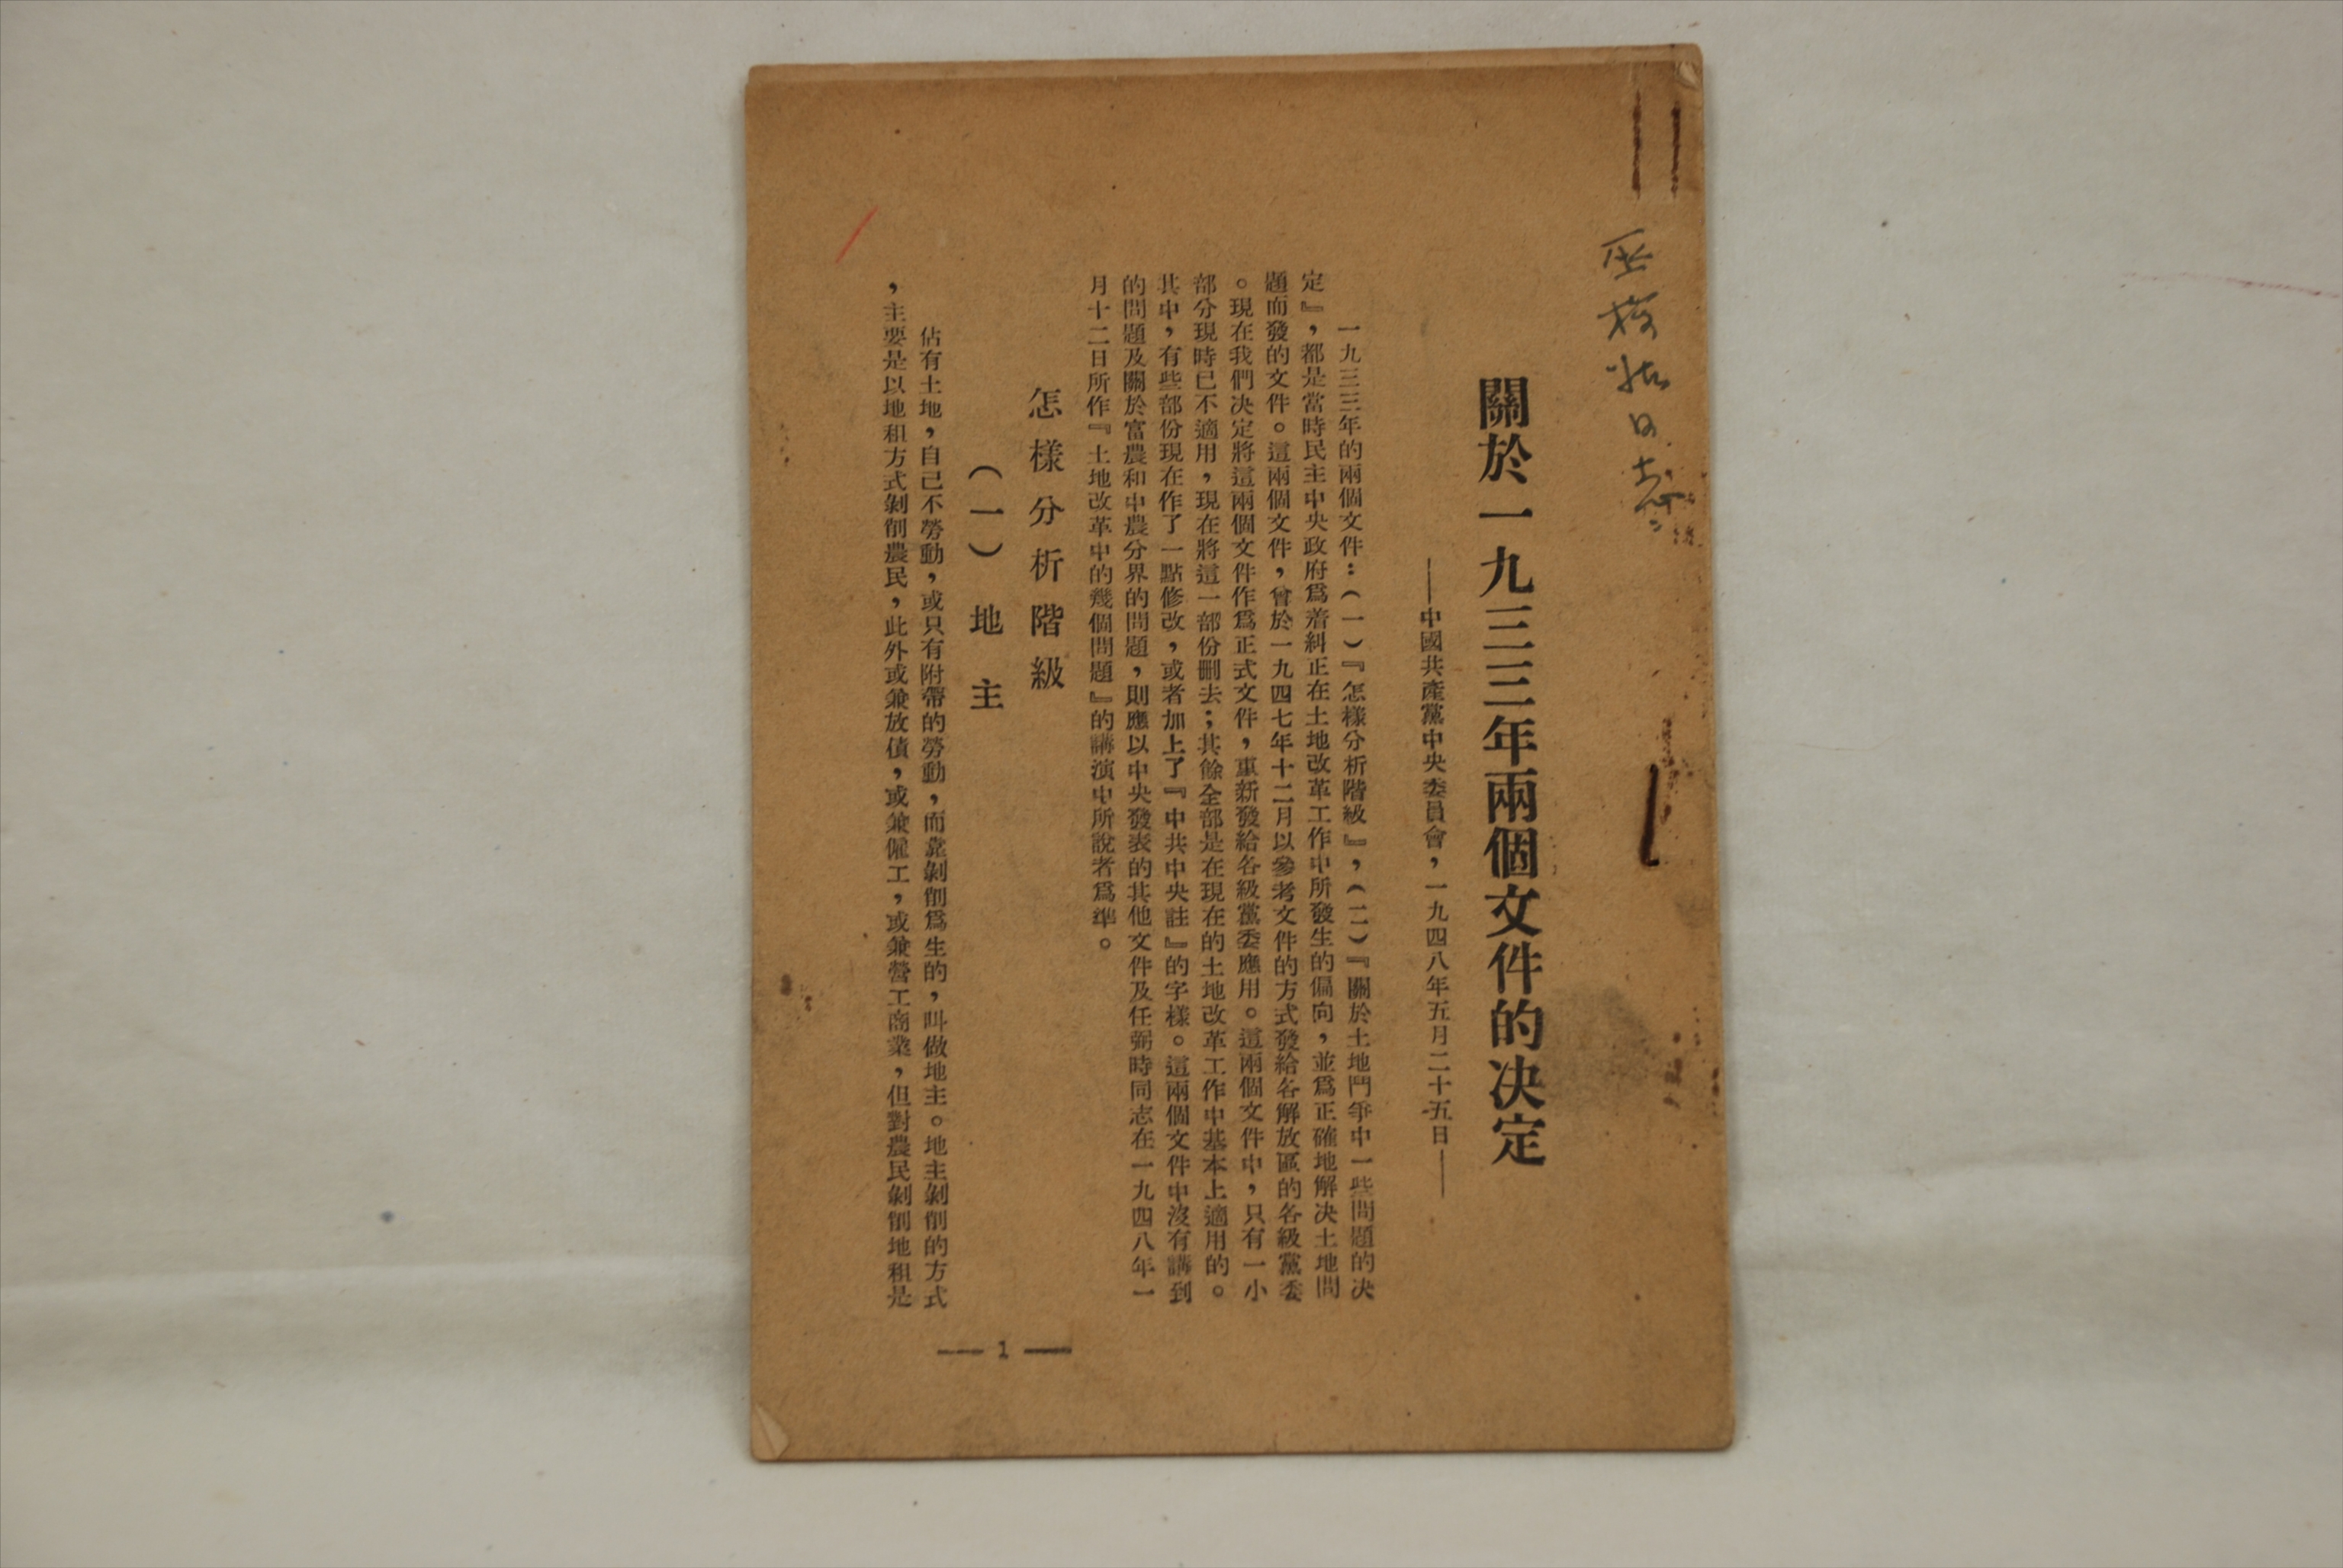 關於一九三三年兩個文件的決定
——中國共產黨中央委員會，一九四八年五月二十五日——
一九三三年的兩個文件：（一）『怎樣分析階級』，（二）『關於土地鬥爭中一些問題的決
定』，都是當時民主中央政府爲着糾正在土地改革工作中所發生的偏向，並爲正確地解決土地問
題而發的文件。這兩個文件，曾於一九四七年十二月以參考文件的方式發給各解放區的各級黨委
。現在我們決定將這兩個文件作爲正式文件，重新發給各級黨委應用。這兩個文件中，只有一小
部分現時已不適用，現在將這一部份刪去；其餘全部是在現在的土地改革工作中基本上適用的。
其中，有些部份現在作了一點修改，或者加上了『中共中央註』的字樣。這兩個文件中沒有講到
的問題及關於富農和中農分界的問題，則應以中央發表的其他文件及任弼時同志在一九四八年一
月十二日所作『土地改革中的幾個問題』的講演中所說者爲準。
怎樣分析階級
（一）地主
佔有土地，自己不勞動，或只有附帶的勞動，而靠剝削爲生的，叫做地主。地主剝削的方式
，主要是以地租方式剝削農民，此外或兼放債，或兼僱工，或兼營工商業，但對農民剝削地租是
— 1 —